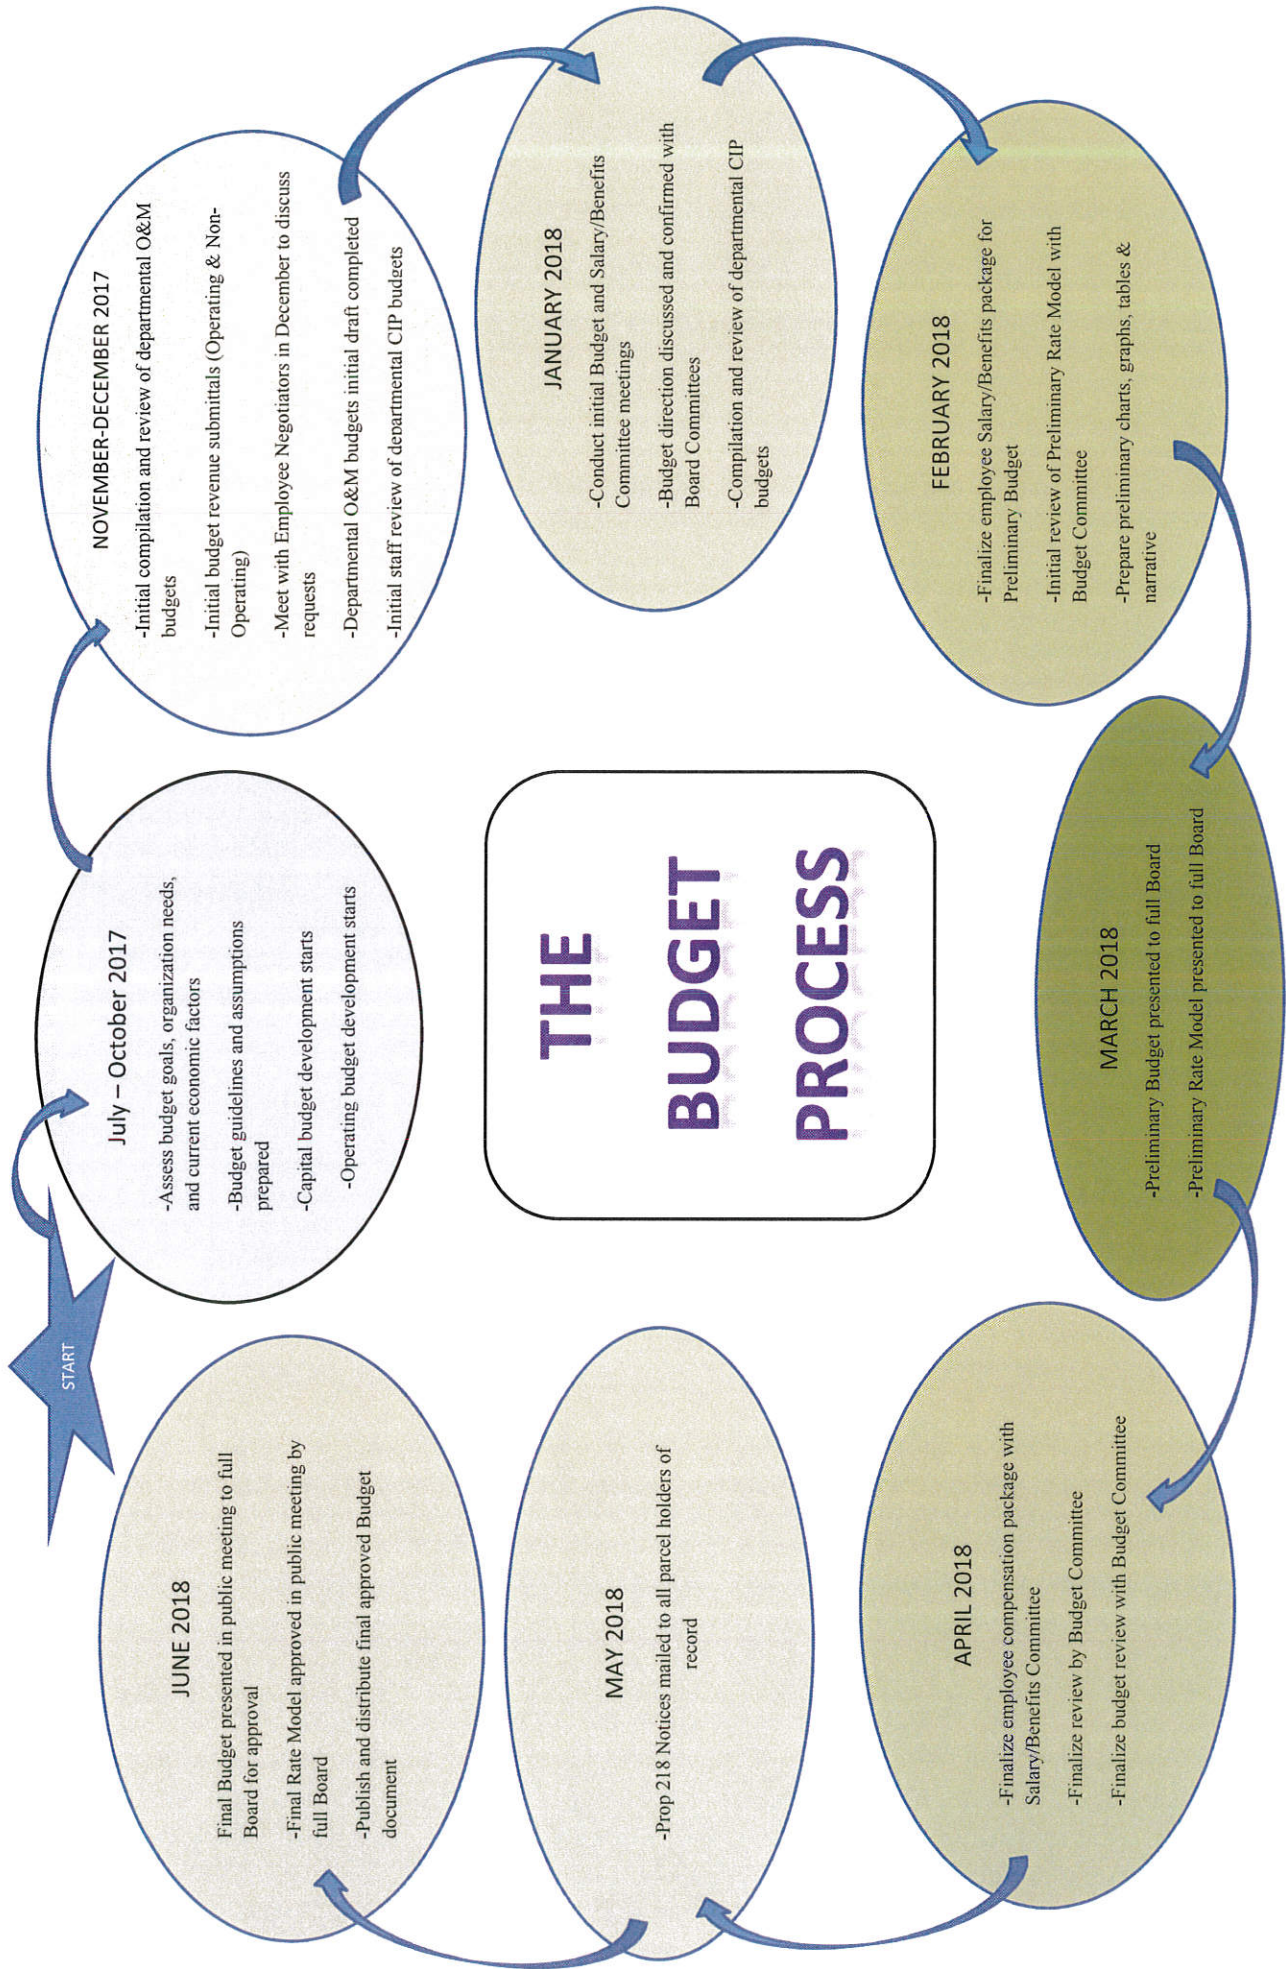 START
July – October 2017
-Assess budget goals, organization needs,
and current economic factors
-Budget guidelines and assumptions
prepared
-Capital budget development starts
-Operating budget development starts
NOVEMBER-DECEMBER 2017
-Initial compilation and review of departmental O&M
budgets
-Initial budget revenue submittals (Operating & Non-
Operating)
-Meet with Employee Negotiators in December to discuss
requests
-Departmental O&M budgets initial draft completed
-Initial staff review of departmental CIP budgets
JANUARY 2018
-Conduct initial Budget and Salary/Benefits
Committee meetings
-Budget direction discussed and confirmed with
Board Committees
-Compilation and review of departmental CIP
budgets
FEBRUARY 2018
-Finalize employee Salary/Benefits package for
Preliminary Budget
-Initial review of Preliminary Rate Model with
Budget Committee
-Prepare preliminary charts, graphs, tables &
narrative
MARCH 2018
-Preliminary Budget presented to full Board
-Preliminary Rate Model presented to full Board
APRIL 2018
-Finalize employee compensation package with
Salary/Benefits Committee
-Finalize review by Budget Committee
-Finalize budget review with Budget Committee
MAY 2018
-Prop 218 Notices mailed to all parcel holders of
record
JUNE 2018
Final Budget presented in public meeting to full
Board for approval
-Final Rate Model approved in public meeting by
full Board
-Publish and distribute final approved Budget
document
THE
BUDGET
PROCESS